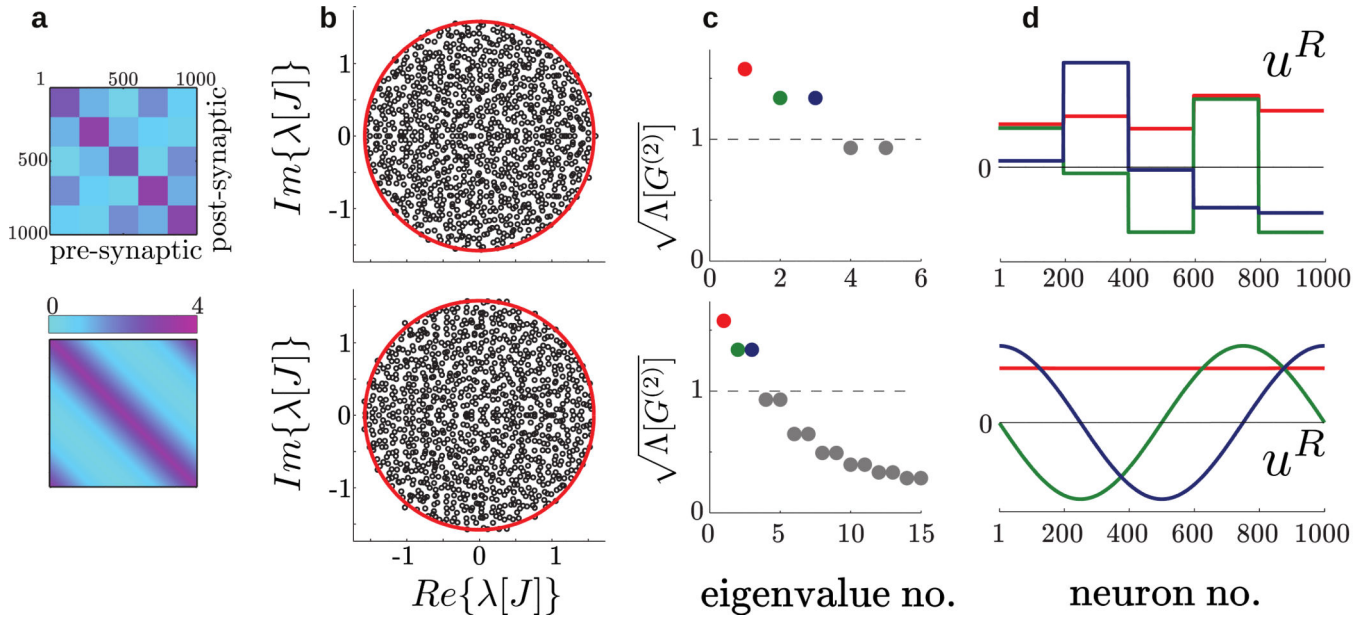 a
1 500 1000
500
1000
pre-synaptic
post-synaptic
0 4
b
Im{λ[J]}
1
0
-1
Im{λ[J]}
1
0
-1
-1 0 1
Re{λ[J]}
c
√Λ[G⁽²⁾]
1
0
0 2 4 6
√Λ[G⁽²⁾]
1
0
0 5 10 15
eigenvalue no.
d
u^R
0
1 200 400 600 800 1000
0
u^R
1 200 400 600 800 1000
neuron no.